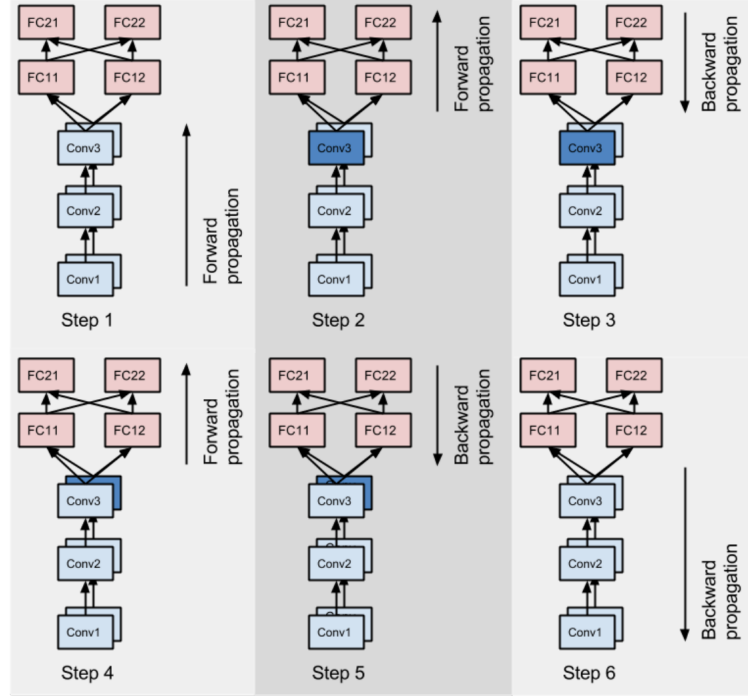 FC21 FC22
FC11 FC12
Conv3
Conv2
Conv1
Forward
propagation
Step 1
FC21 FC22
FC11 FC12
Conv3
Conv2
Conv1
Forward
propagation
Step 2
FC21 FC22
FC11 FC12
Conv3
Conv2
Conv1
Backward
propagation
Step 3
FC21 FC22
FC11 FC12
Conv3
Conv2
Conv1
Forward
propagation
Step 4
FC21 FC22
FC11 FC12
Conv3
Conv2
Conv1
Backward
propagation
Step 5
FC21 FC22
FC11 FC12
Conv3
Conv2
Conv1
Backward
propagation
Step 6